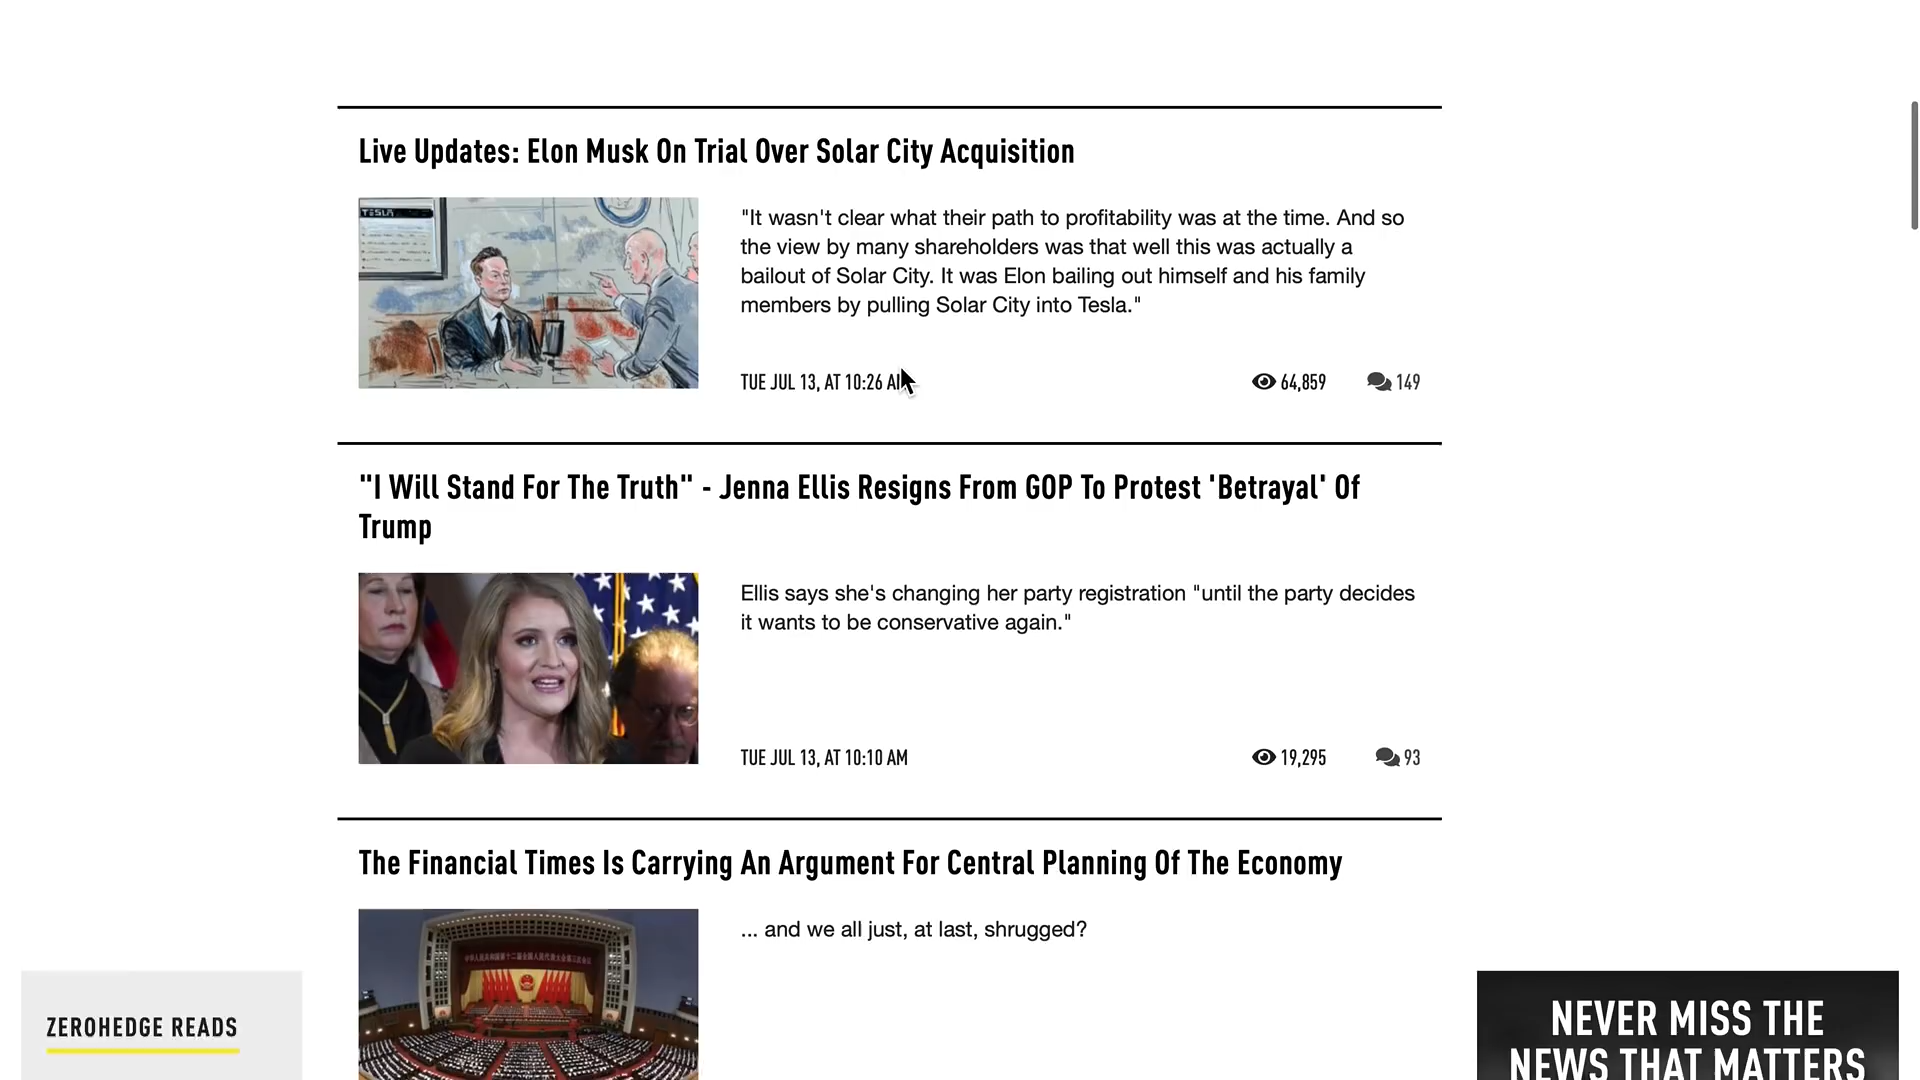 Live Updates: Elon Musk On Trial Over Solar City Acquisition
TESLA
"It wasn't clear what their path to profitability was at the time. And so
the view by many shareholders was that well this was actually a
bailout of Solar City. It was Elon bailing out himself and his family
members by pulling Solar City into Tesla."
TUE JUL 13, AT 10:26 AM
64,859
149
"I Will Stand For The Truth" - Jenna Ellis Resigns From GOP To Protest 'Betrayal' Of
Trump
Ellis says she's changing her party registration "until the party decides
it wants to be conservative again."
TUE JUL 13, AT 10:10 AM
19,295
93
The Financial Times Is Carrying An Argument For Central Planning Of The Economy
... and we all just, at last, shrugged?
ZEROHEDGE READS
NEVER MISS THE
NEWS THAT MATTERS